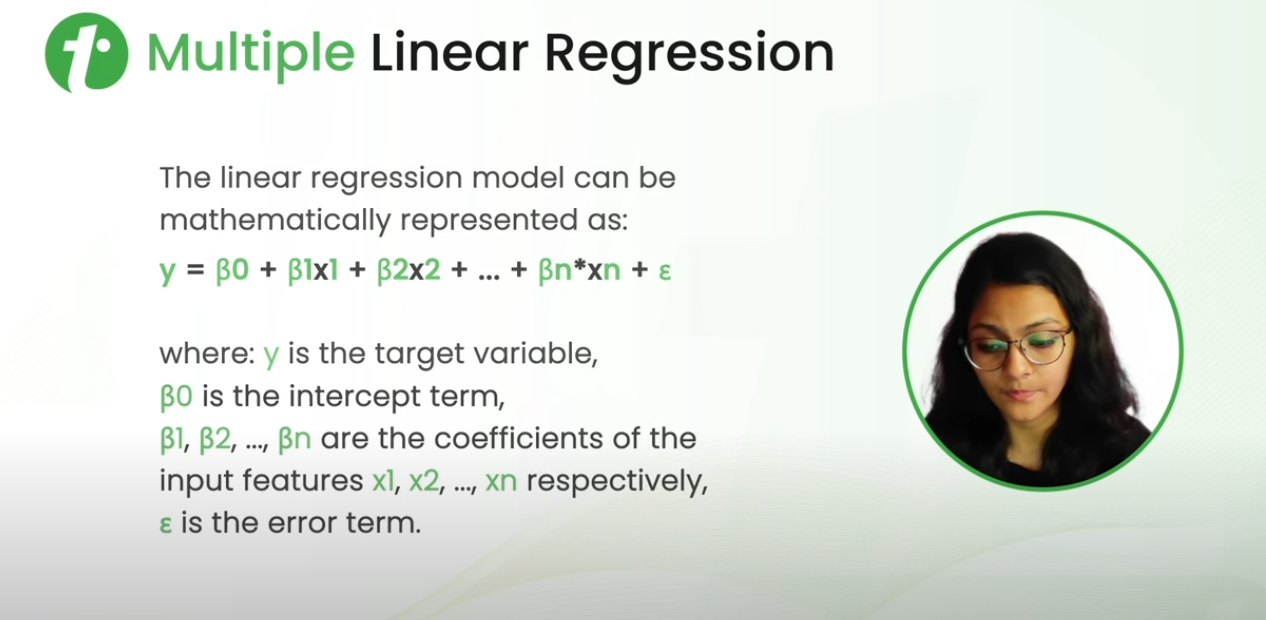 Multiple Linear Regression
The linear regression model can be
mathematically represented as:
y = β0 + β1x1 + β2x2 + ... + βn*xn + ε
where: y is the target variable,
β0 is the intercept term,
β1, β2, ..., βn are the coefficients of the
input features x1, x2, ..., xn respectively,
ε is the error term.